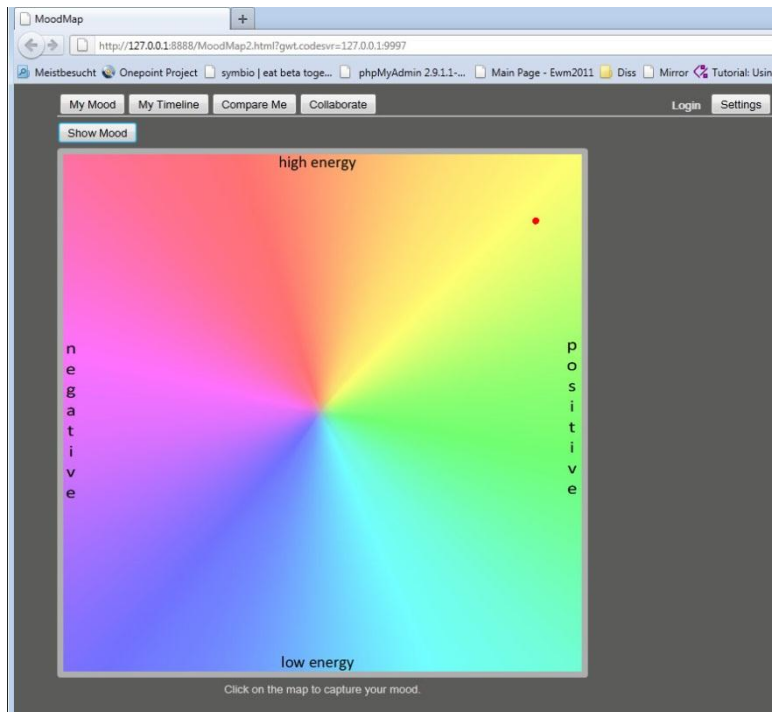 MoodMap
+
http://127.0.0.1:8888/MoodMap2.html?gwt.codesvr=127.0.0.1:9997
Meistbesucht Onepoint Project symbio | eat beta toge... phpMyAdmin 2.9.1.1-... Main Page - Ewm2011 Diss Mirror Tutorial: Usin
My Mood My Timeline Compare Me Collaborate Login Settings
Show Mood
high energy
negative
positive
low energy
Click on the map to capture your mood.